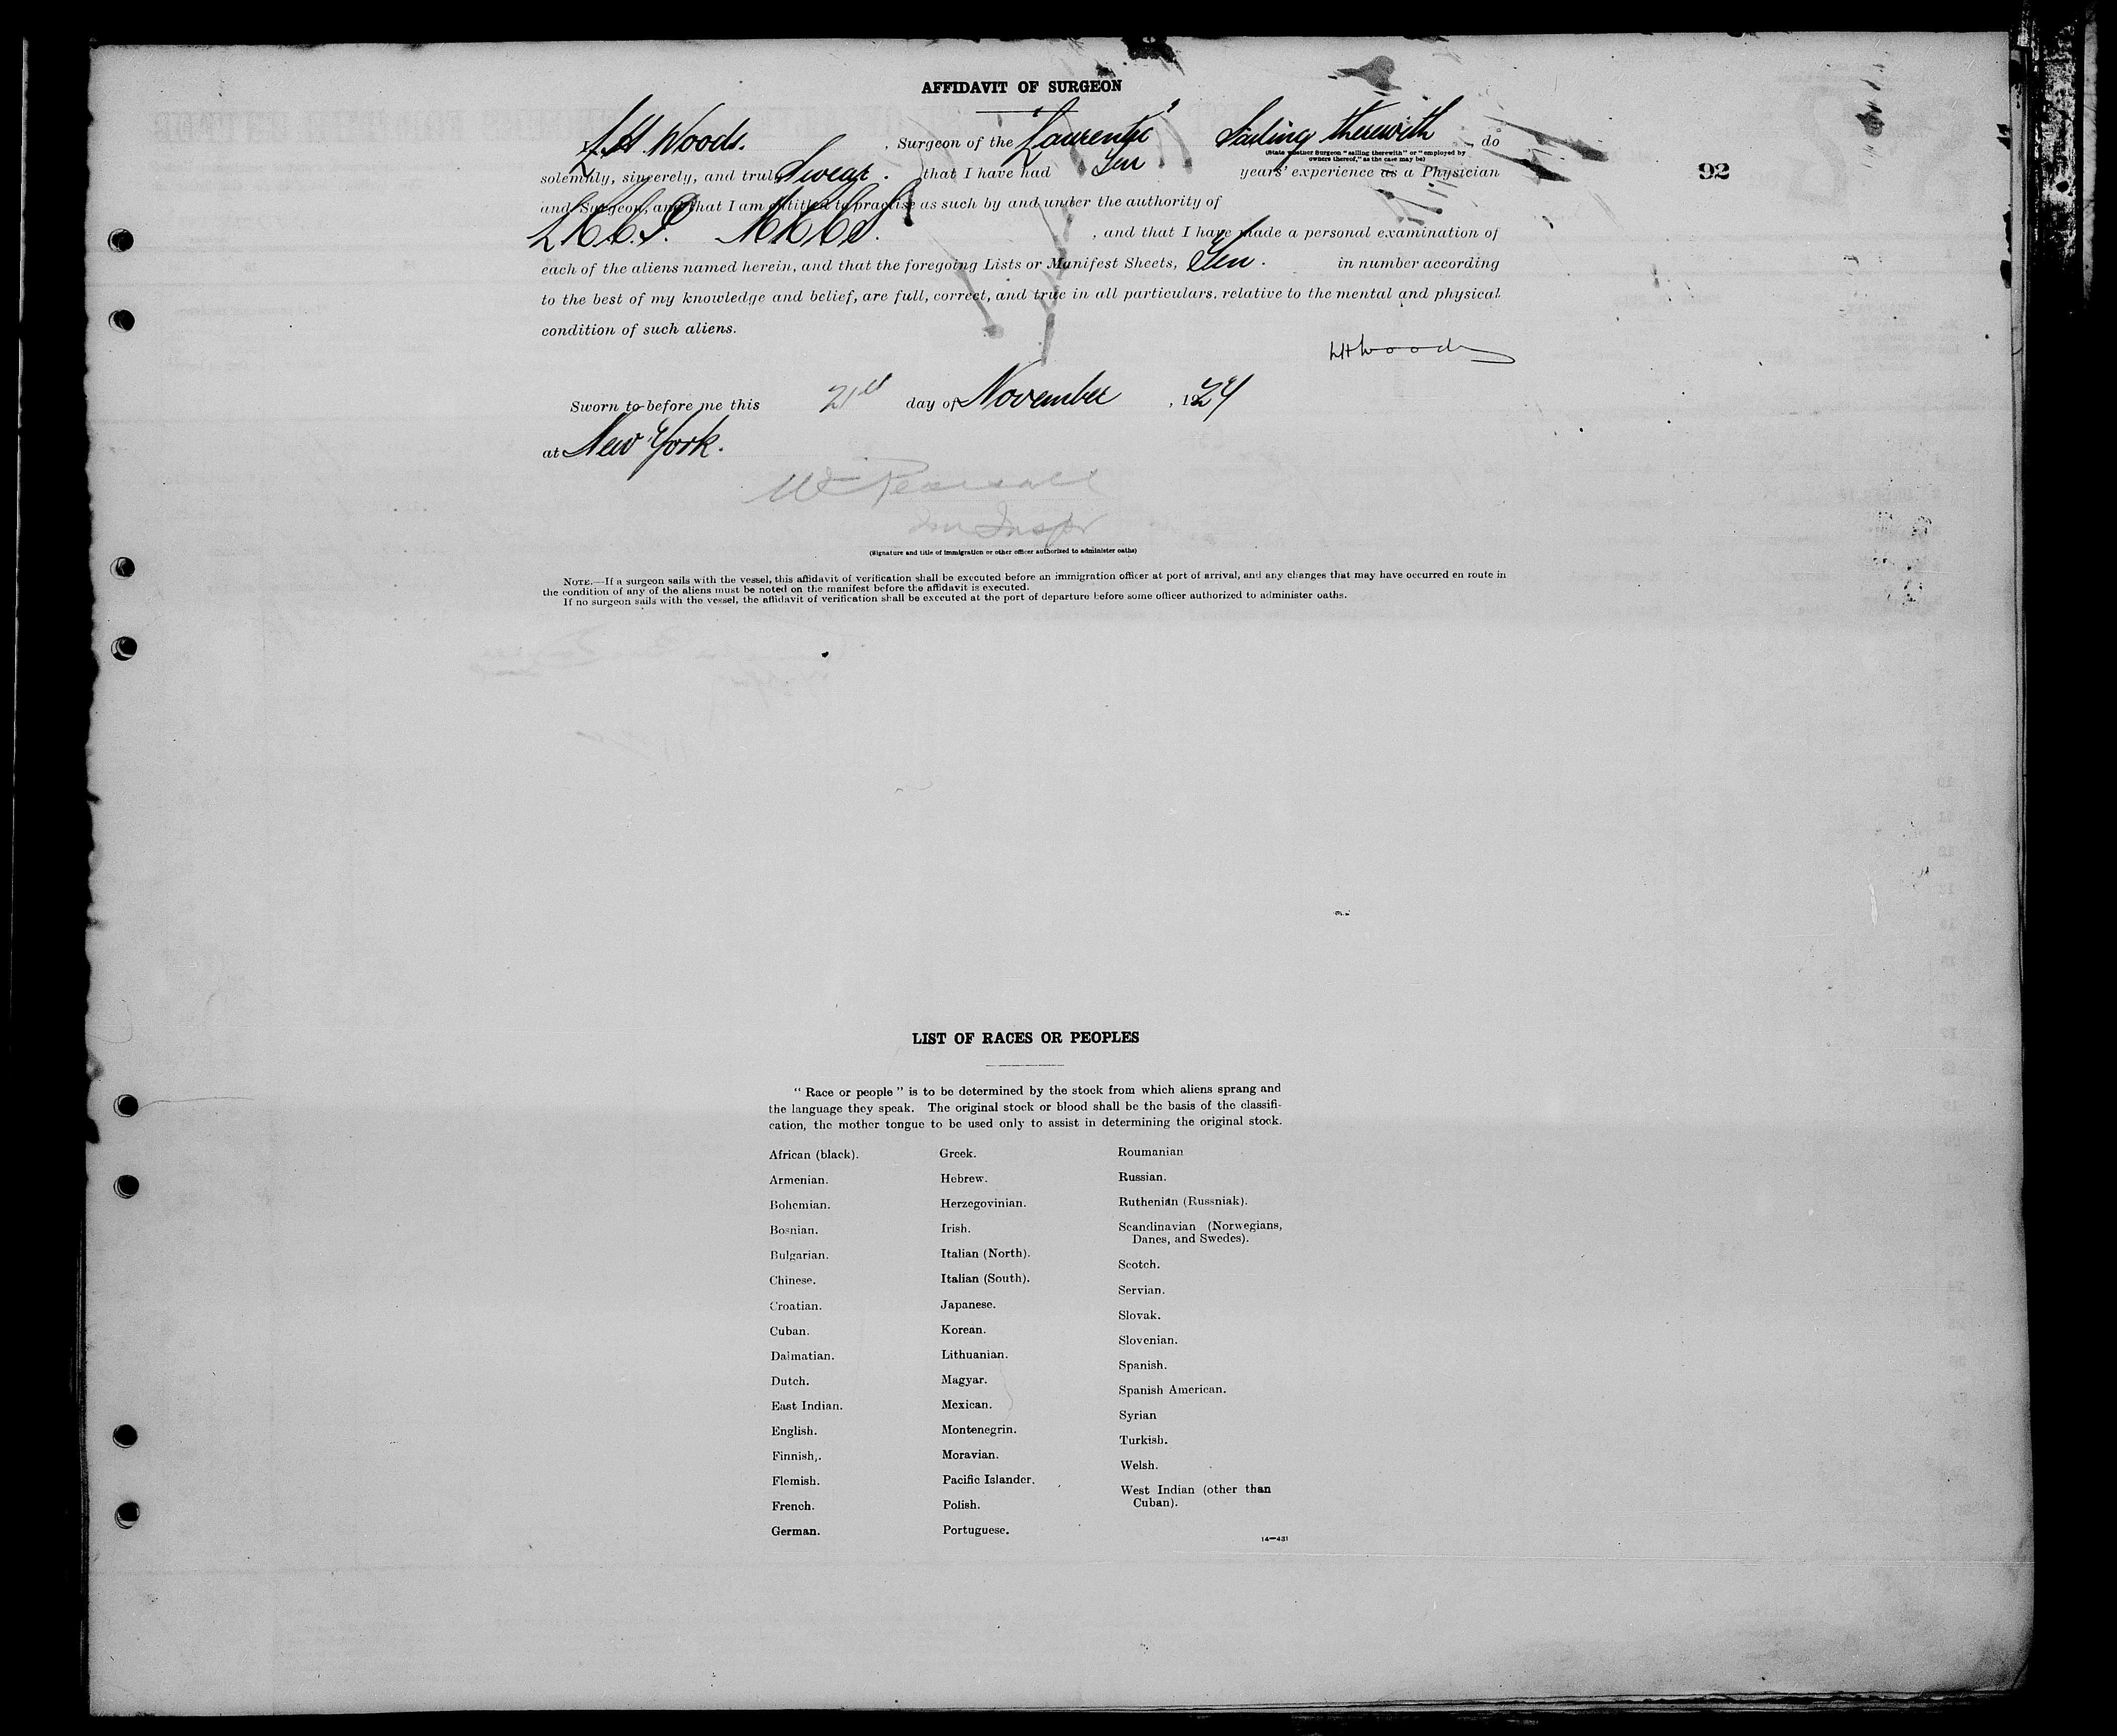 AFFIDAVIT OF SURGEON
L H Woods. , Surgeon of the "Laurentic" Sailing therewith , do
(State whether Surgeon "sailing therewith" or "employed by
owners thereof," as the case may be)
solemnly, sincerely, and truly Swear. that I have had Ten years' experience as a Physician
92
and Surgeon, and that I am entitled to practise as such by and under the authority of
L.R.C.P. M.R.C.S. , and that I have made a personal examination of
each of the aliens named herein, and that the foregoing Lists or Manifest Sheets, in number according
to the best of my knowledge and belief, are full, correct, and true in all particulars, relative to the mental and physical
condition of such aliens.
LH Woods
Sworn to before me this 21st day of November , 1924
at New York.
Im Inspr
(Signature and title of immigration or other officer authorized to administer oaths)
NOTE.—If a surgeon sails with the vessel, this affidavit of verification shall be executed before an immigration officer at port of arrival, and any changes that may have occurred en route in
the condition of any of the aliens must be noted on the manifest before the affidavit is executed.
If no surgeon sails with the vessel, the affidavit of verification shall be executed at the port of departure before some officer authorized to administer oaths.
LIST OF RACES OR PEOPLES
"Race or people" is to be determined by the stock from which aliens sprang and
the language they speak. The original stock or blood shall be the basis of the classifi-
cation, the mother tongue to be used only to assist in determining the original stock.
African (black).
Armenian.
Bohemian.
Bosnian.
Bulgarian.
Chinese.
Croatian.
Cuban.
Dalmatian.
Dutch.
East Indian.
English.
Finnish,.
Flemish.
French.
German.
Greek.
Hebrew.
Herzegovinian.
Irish.
Italian (North).
Italian (South).
Japanese.
Korean.
Lithuanian.
Magyar.
Mexican.
Montenegrin.
Moravian.
Pacific Islander.
Polish.
Portuguese.
Roumanian
Russian.
Ruthenian (Russniak).
Scandinavian (Norwegians,
Danes, and Swedes).
Scotch.
Servian.
Slovak.
Slovenian.
Spanish.
Spanish American.
Syrian
Turkish.
Welsh.
West Indian (other than
Cuban).
14—431